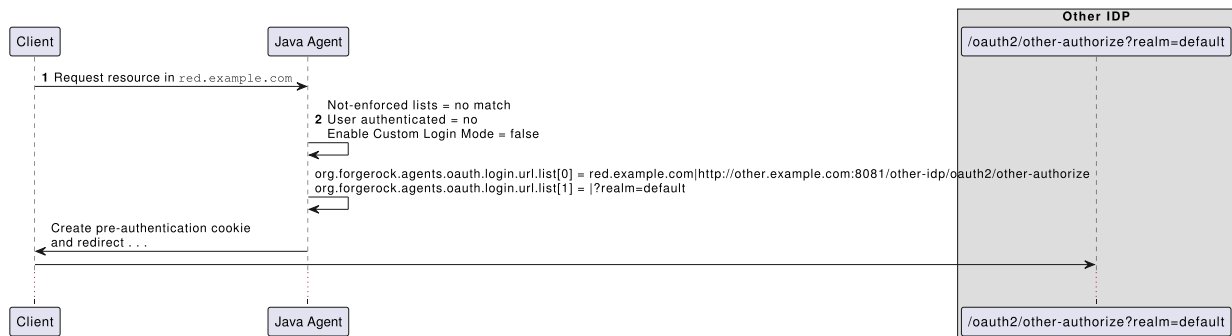 Other IDP
Client
Java Agent
/oauth2/other-authorize?realm=default
1 Request resource in red.example.com
Not-enforced lists = no match
2 User authenticated = no
Enable Custom Login Mode = false
org.forgerock.agents.oauth.login.url.list[0] = red.example.com|http://other.example.com:8081/other-idp/oauth2/other-authorize
org.forgerock.agents.oauth.login.url.list[1] = |?realm=default
Create pre-authentication cookie
and redirect . . .
Client
Java Agent
/oauth2/other-authorize?realm=default